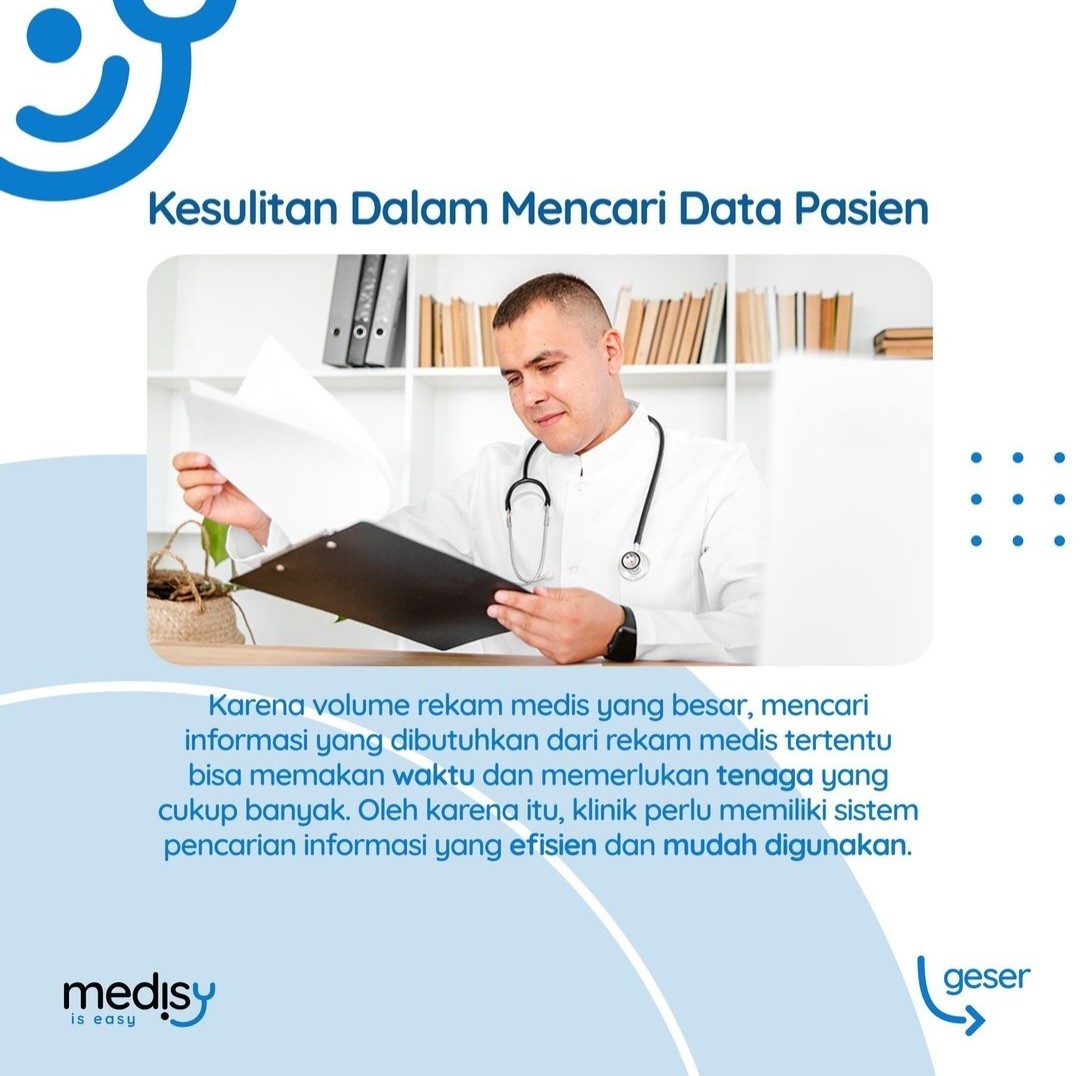 Kesulitan Dalam Mencari Data Pasien
Karena volume rekam medis yang besar, mencari
informasi yang dibutuhkan dari rekam medis tertentu
bisa memakan waktu dan memerlukan tenaga yang
cukup banyak. Oleh karena itu, klinik perlu memiliki sistem
pencarian informasi yang efisien dan mudah digunakan.
medisy
is easy
geser